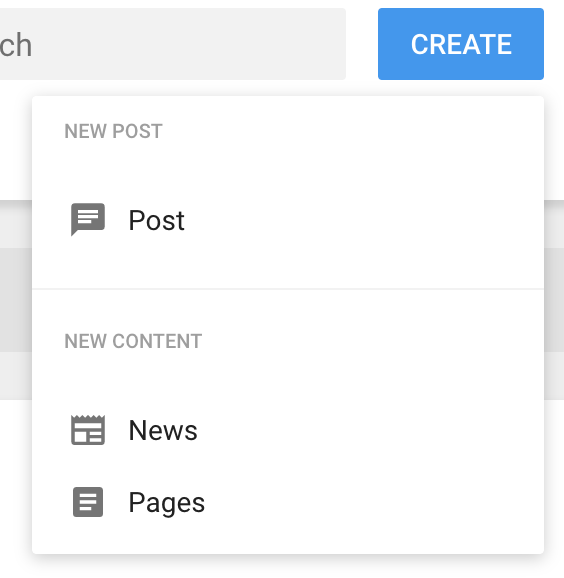 ch
CREATE
NEW POST
Post
NEW CONTENT
News
Pages